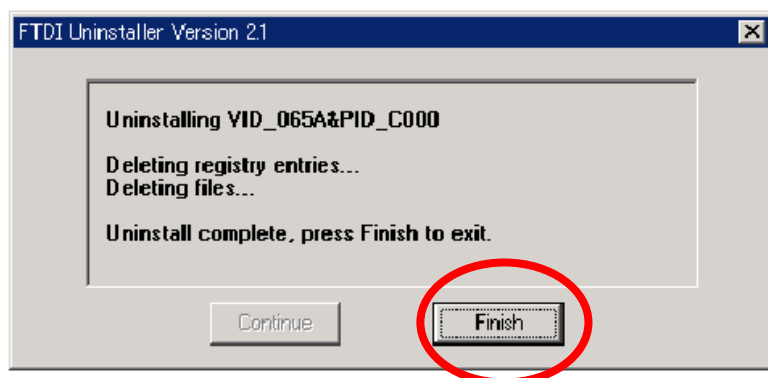 FTDI Uninstaller Version 2.1
Uninstalling VID_065A&PID_C000
Deleting registry entries...
Deleting files...
Uninstall complete, press Finish to exit.
Continue
Finish